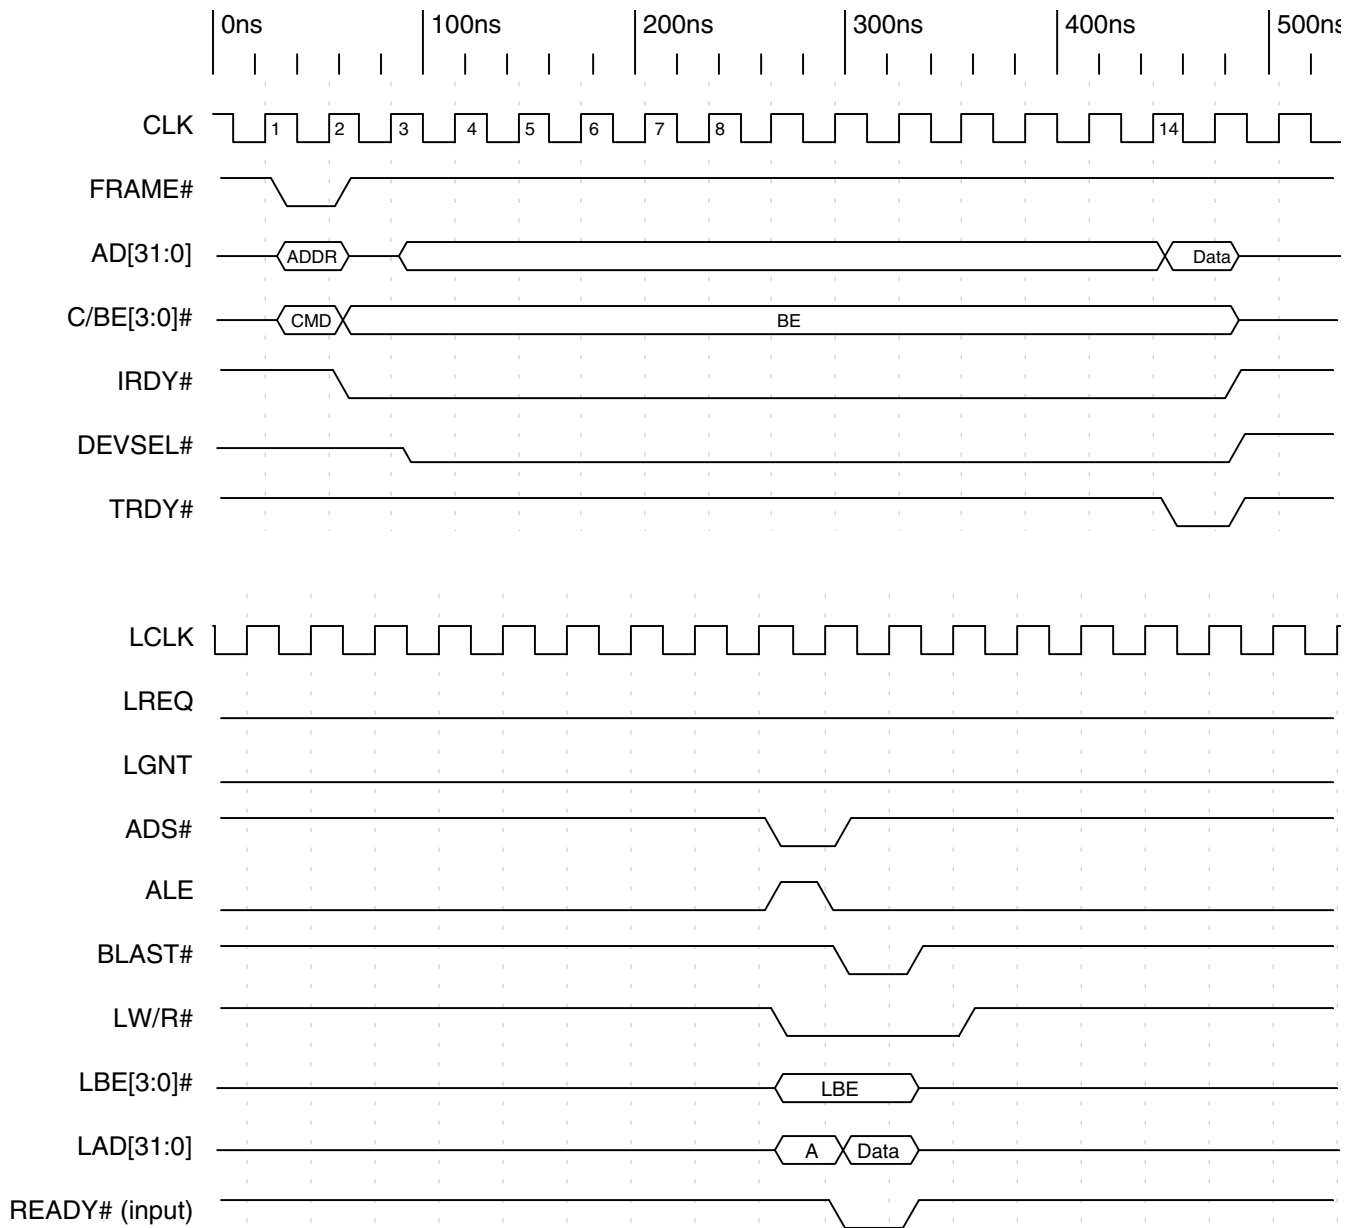 0ns 100ns 200ns 300ns 400ns 500ns
CLK 1 2 3 4 5 6 7 8 14
FRAME#
AD[31:0] ADDR Data
C/BE[3:0]# CMD BE
IRDY#
DEVSEL#
TRDY#
LCLK
LREQ
LGNT
ADS#
ALE
BLAST#
LW/R#
LBE[3:0]# LBE
LAD[31:0] A Data
READY# (input)